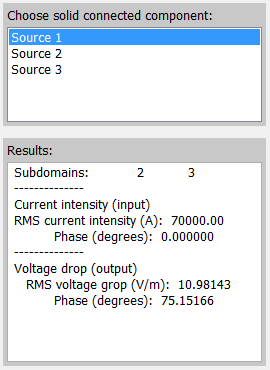 Choose solid connected component:
Source 1
Source 2
Source 3
Results:
Subdomains: 2 3
--------------
Current intensity (input)
RMS current intensity (A): 70000.00
Phase (degrees): 0.000000
--------------
Voltage drop (output)
RMS voltage grop (V/m): 10.98143
Phase (degrees): 75.15166